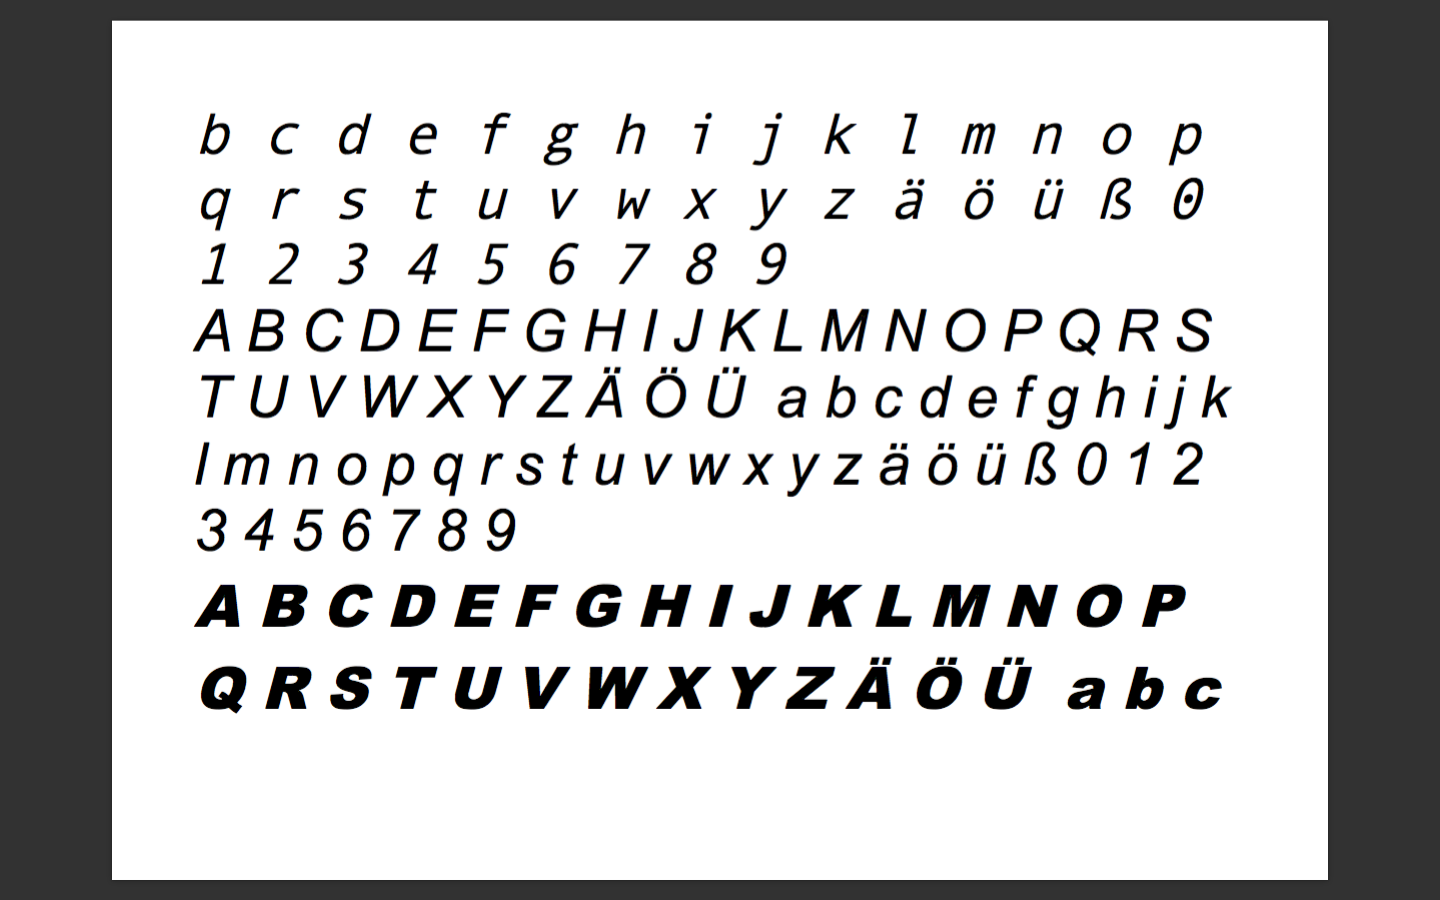 b c d e f g h i j k l m n o p
q r s t u v w x y z ä ö ü ß 0
1 2 3 4 5 6 7 8 9
A B C D E F G H I J K L M N O P Q R S
T U V W X Y Z Ä Ö Ü a b c d e f g h i j k
l m n o p q r s t u v w x y z ä ö ü ß 0 1 2
3 4 5 6 7 8 9
A B C D E F G H I J K L M N O P
Q R S T U V W X Y Z Ä Ö Ü a b c